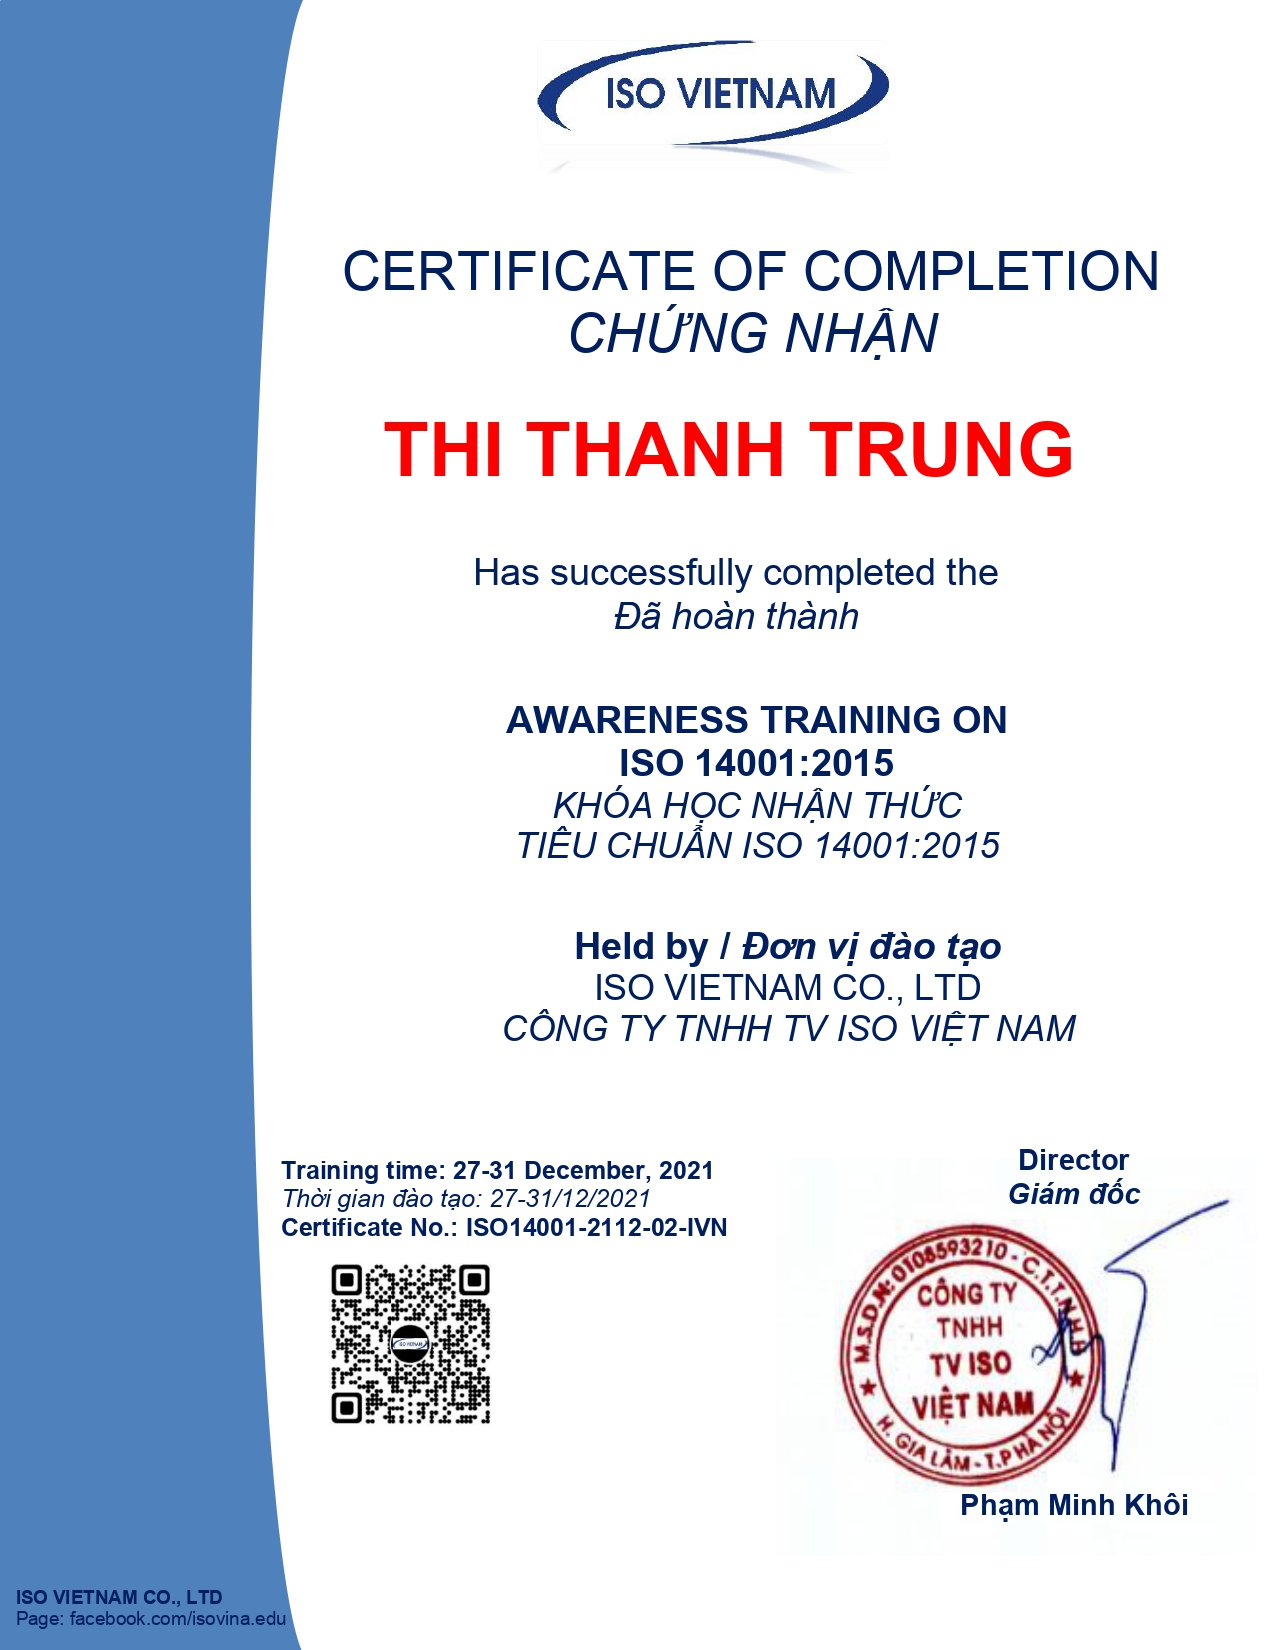 ISO VIETNAM
CERTIFICATE OF COMPLETION
CHỨNG NHẬN
THI THANH TRUNG
Has successfully completed the
Đã hoàn thành
AWARENESS TRAINING ON
ISO 14001:2015
KHÓA HỌC NHẬN THỨC
TIÊU CHUẨN ISO 14001:2015
Held by / Đơn vị đào tạo
ISO VIETNAM CO., LTD
CÔNG TY TNHH TV ISO VIỆT NAM
Training time: 27-31 December, 2021
Thời gian đào tạo: 27-31/12/2021
Certificate No.: ISO14001-2112-02-IVN
ISO VIETNAM
Director
Giám đốc
M.S.D.N: 0108593210 - C.T.T.N.H.H
CÔNG TY
TNHH
TV ISO
VIỆT NAM
H. GIA LÂM - T.P HÀ NỘI
Phạm Minh Khôi
ISO VIETNAM CO., LTD
Page: facebook.com/isovina.edu